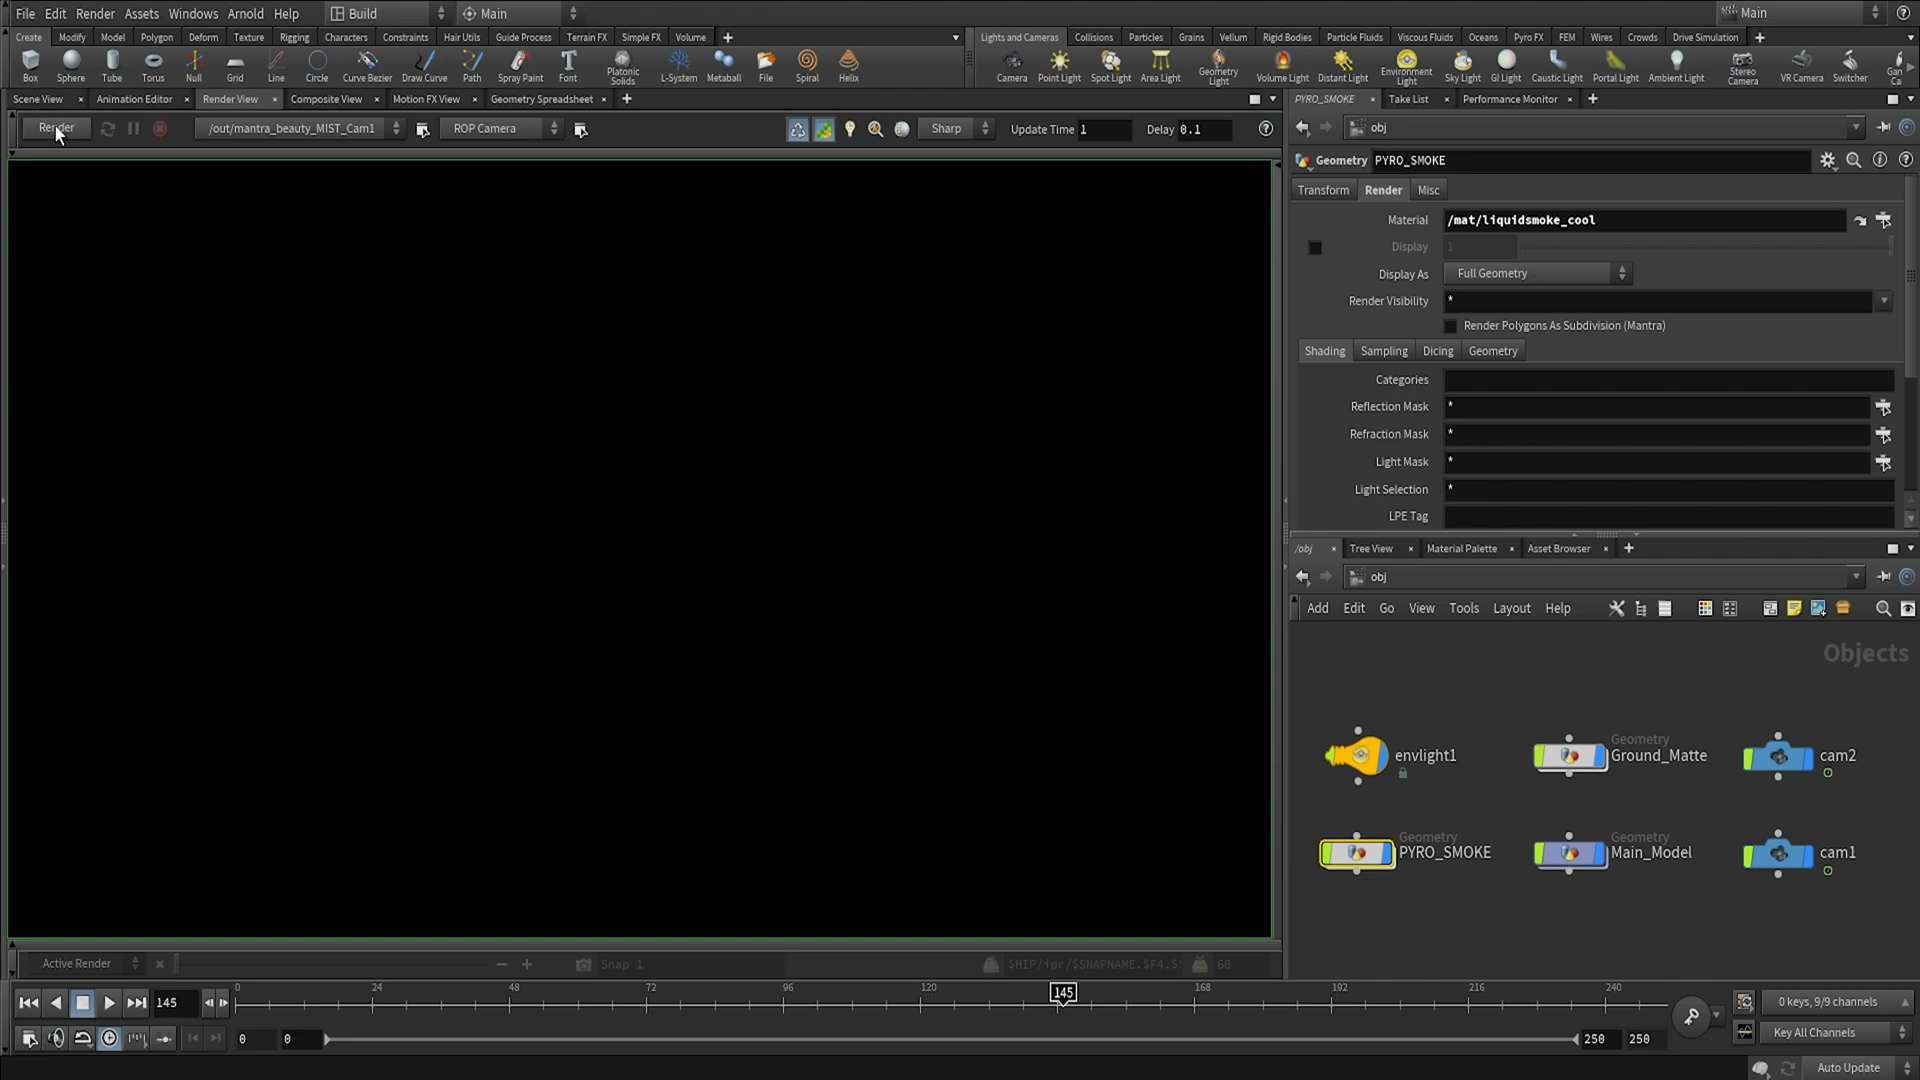 File Edit Render Assets Windows Arnold Help Build Main Main
Create Modify Model Polygon Deform Texture Rigging Characters Constraints Hair Utils Guide Process Terrain FX Simple FX Volume
Lights and Cameras Collisions Particles Grains Vellum Rigid Bodies Particle Fluids Viscous Fluids Oceans Pyro FX FEM Wires Crowds Drive Simulation
Box Sphere Tube Torus Null Grid Line Circle Curve Bezier Draw Curve Path Spray Paint Font Platonic Solids L-System Metaball File Spiral Helix
Camera Point Light Spot Light Area Light Geometry Light Volume Light Distant Light Environment Light Sky Light GI Light Caustic Light Portal Light Ambient Light Stereo Camera VR Camera Switcher
Scene View Animation Editor Render View Composite View Motion FX View Geometry Spreadsheet
PYRO_SMOKE Take List Performance Monitor
Render /out/mantra_beauty_MIST_Cam1 ROP Camera Sharp Update Time 1 Delay 0.1
obj
Geometry PYRO_SMOKE
Transform Render Misc
Material /mat/liquidsmoke_cool
Display 1
Display As Full Geometry
Render Visibility *
Render Polygons As Subdivision (Mantra)
Shading Sampling Dicing Geometry
Categories
Reflection Mask *
Refraction Mask *
Light Mask *
Light Selection *
LPE Tag
/obj Tree View Material Palette Asset Browser
obj
Add Edit Go View Tools Layout Help
Objects
envlight1
Geometry
Ground_Matte
cam2
Geometry
PYRO_SMOKE
Geometry
Main_Model
cam1
Active Render Snap 1 $HIP/ipr/$SNAPNAME.$F4. 60
145 0 24 48 72 96 120 145 168 192 216 240
0 keys, 9/9 channels
0 0 250 250
Key All Channels
Auto Update